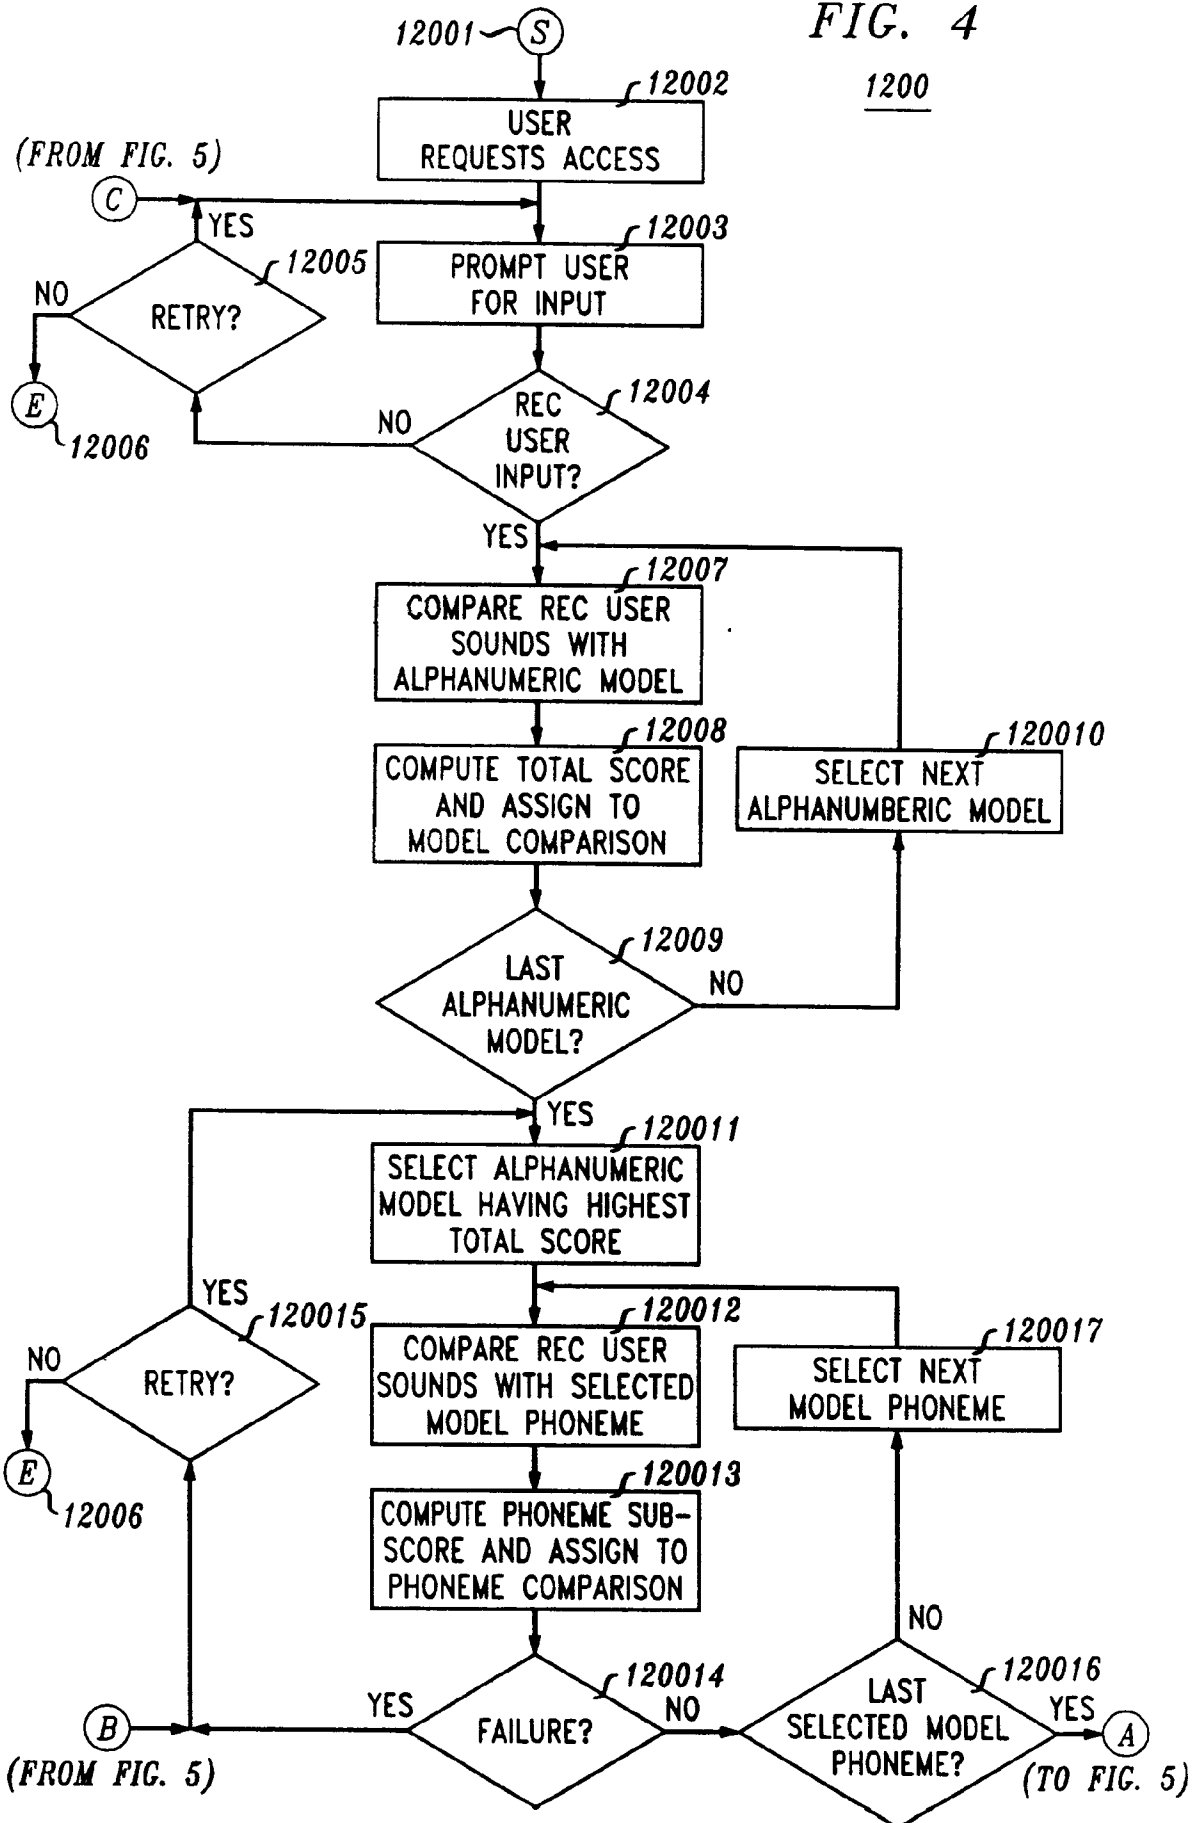 FIG. 4
1200
12001
S
12002
USER
REQUESTS ACCESS
(FROM FIG. 5)
C
YES
12003
PROMPT USER
FOR INPUT
12005
RETRY?
NO
E
12006
12004
REC
USER
INPUT?
NO
YES
12007
COMPARE REC USER
SOUNDS WITH
ALPHANUMERIC MODEL
12008
COMPUTE TOTAL SCORE
AND ASSIGN TO
MODEL COMPARISON
120010
SELECT NEXT
ALPHANUMBERIC MODEL
12009
LAST
ALPHANUMERIC
MODEL?
NO
YES
120011
SELECT ALPHANUMERIC
MODEL HAVING HIGHEST
TOTAL SCORE
YES
120015
RETRY?
NO
E
12006
120012
COMPARE REC USER
SOUNDS WITH SELECTED
MODEL PHONEME
120017
SELECT NEXT
MODEL PHONEME
120013
COMPUTE PHONEME SUB-
SCORE AND ASSIGN TO
PHONEME COMPARISON
NO
120014
FAILURE?
YES
NO
B
(FROM FIG. 5)
120016
LAST
SELECTED MODEL
PHONEME?
YES
A
(TO FIG. 5)